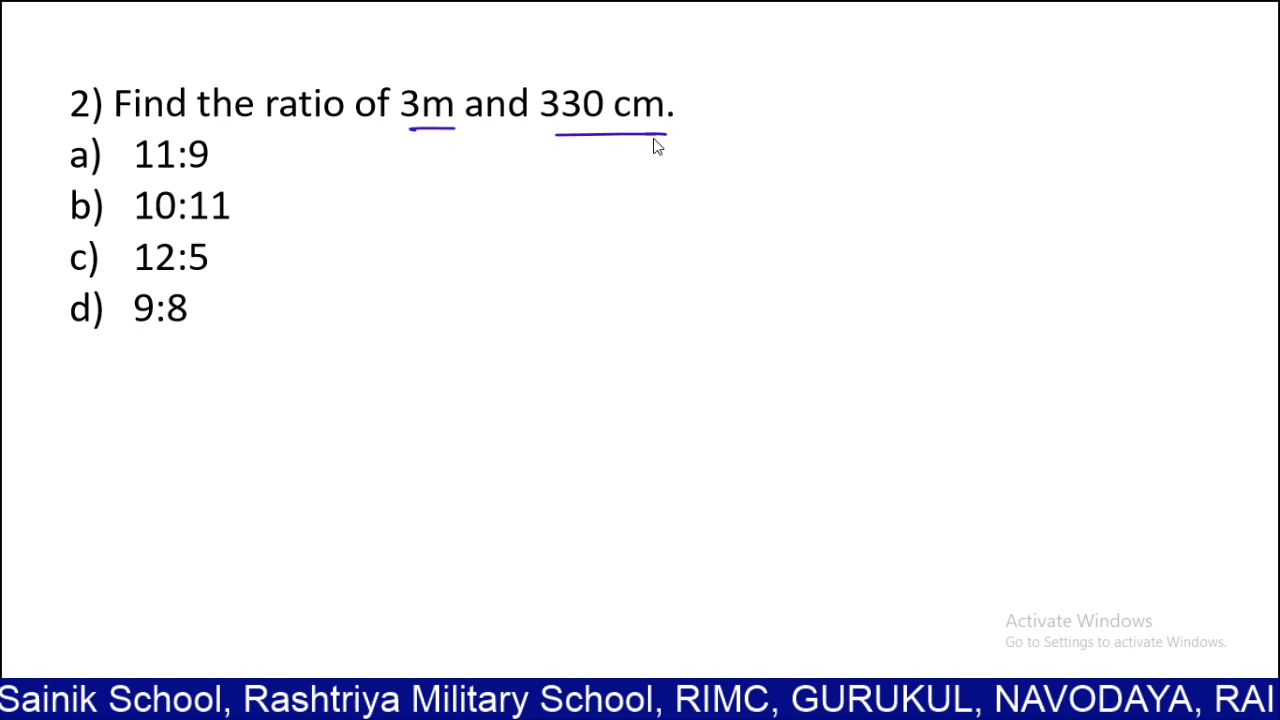 2) Find the ratio of 3m and 330 cm.
a) 11:9
b) 10:11
c) 12:5
d) 9:8
Activate Windows
Go to Settings to activate Windows.
Sainik School, Rashtriya Military School, RIMC, GURUKUL, NAVODAYA, RAI